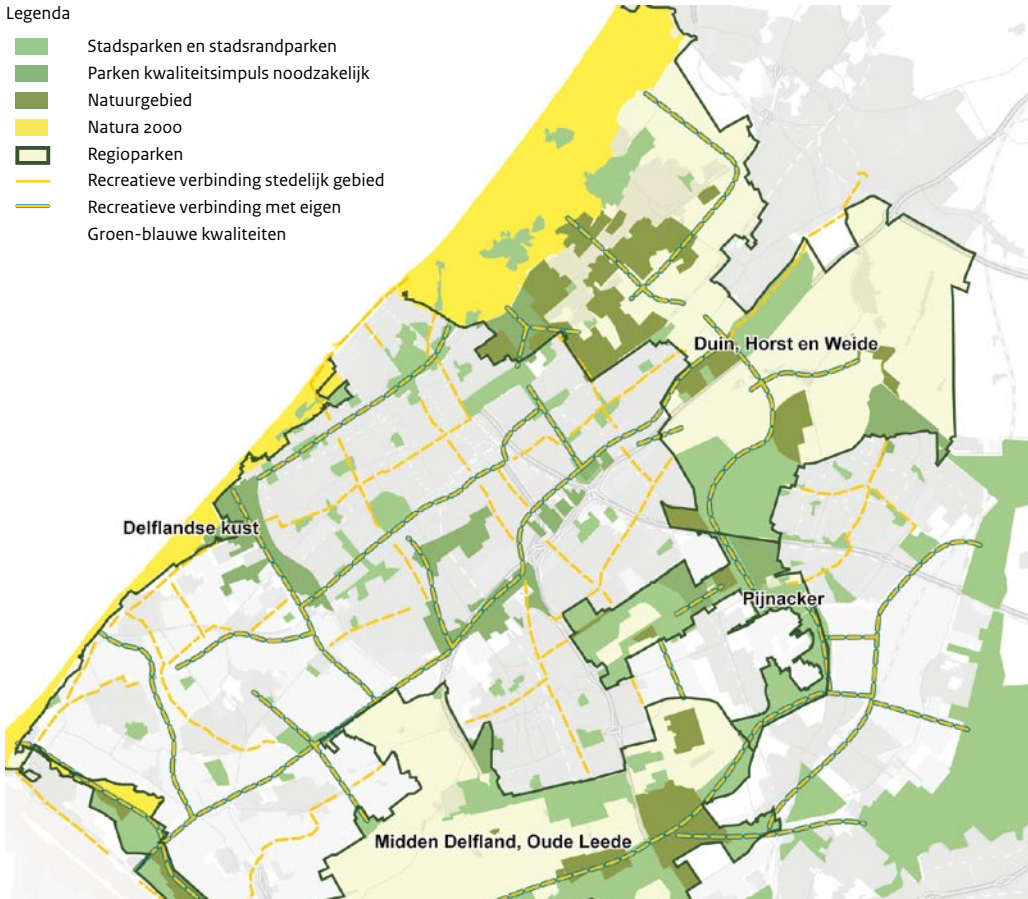 Legenda
Stadsparken en stadsrandparken
Parken kwaliteitsimpuls noodzakelijk
Natuurgebied
Natura 2000
Regioparken
Recreatieve verbinding stedelijk gebied
Recreatieve verbinding met eigen
Groen-blauwe kwaliteiten
Duin, Horst en Weide
Delflandse kust
Pijnacker
Midden Delfland, Oude Leede